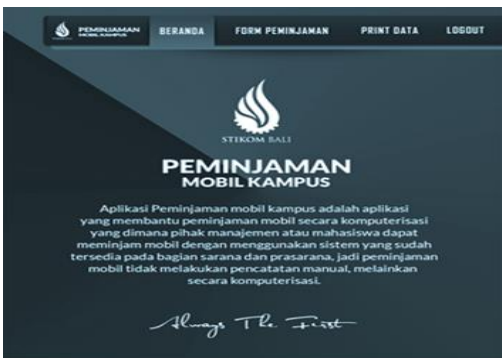 PEMINJAMAN
MOBIL KAMPUS
BERANDA
FORM PEMINJAMAN
PRINT DATA
LOGOUT
STIKOM BALI
PEMINJAMAN
MOBIL KAMPUS
Aplikasi Peminjaman mobil kampus adalah aplikasi
yang membantu peminjaman mobil secara komputerisasi
yang dimana pihak manajemen atau mahasiswa dapat
meminjam mobil dengan menggunakan sistem yang sudah
tersedia pada bagian sarana dan prasarana, jadi peminjaman
mobil tidak melakukan pencatatan manual, melainkan
secara komputerisasi.
Always The First